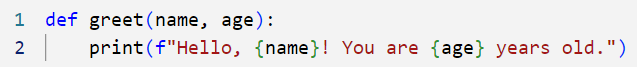 1 def greet(name, age):
2     print(f"Hello, {name}! You are {age} years old.")